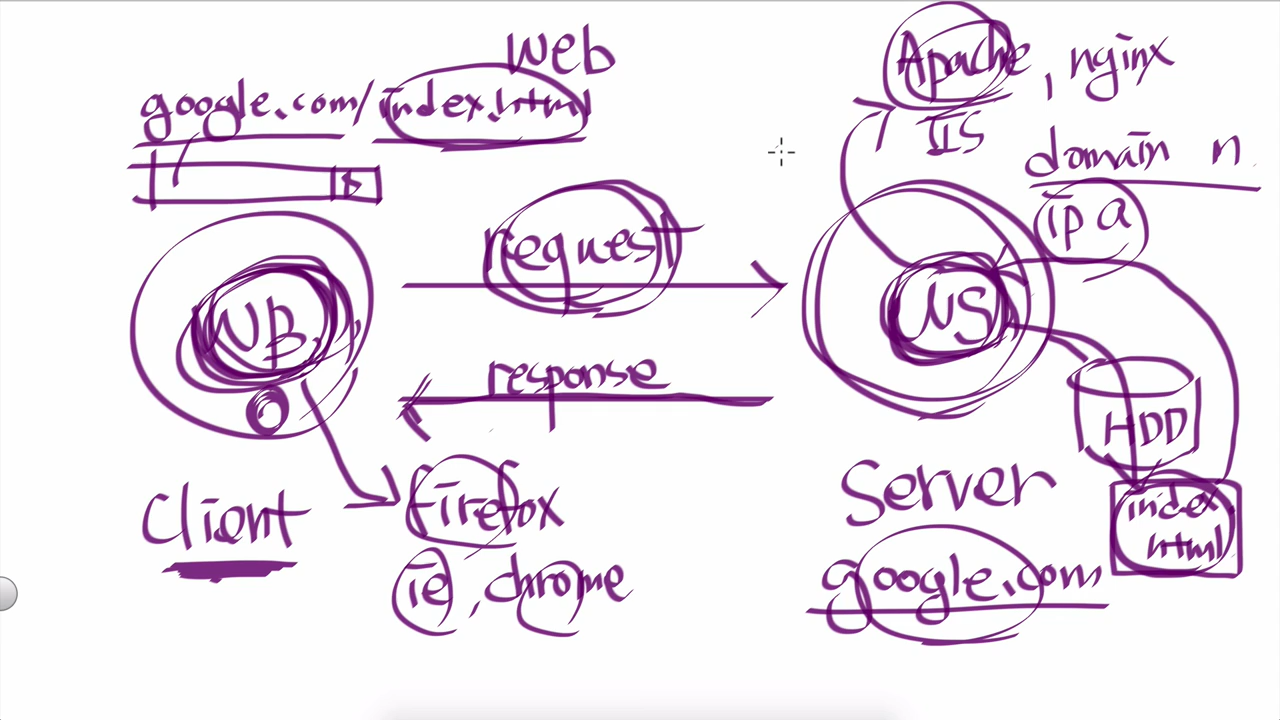 Web
google.com/index.html
WB
Client
request
response
firefox
ie, chrome
Apache, nginx
IIS
domain n
ip a
WS
HDD
index.
html
Server
google.com